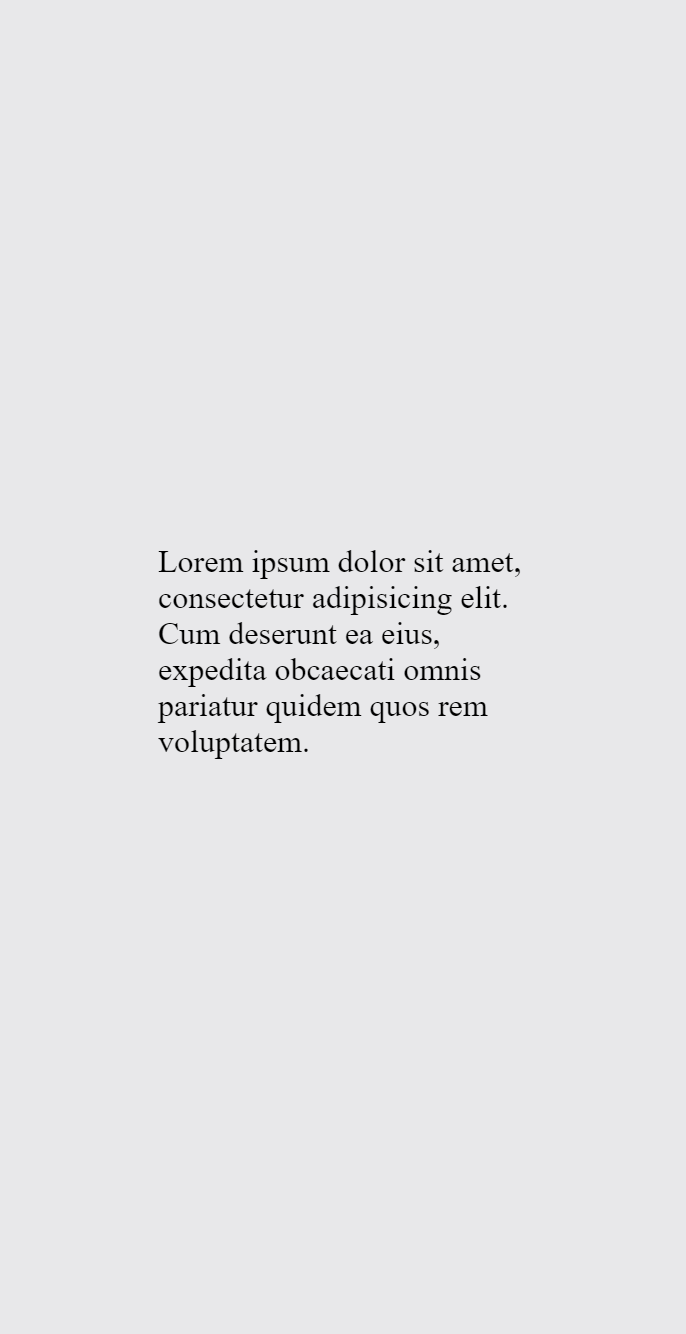 Lorem ipsum dolor sit amet,
consectetur adipisicing elit.
Cum deserunt ea eius,
expedita obcaecati omnis
pariatur quidem quos rem
voluptatem.